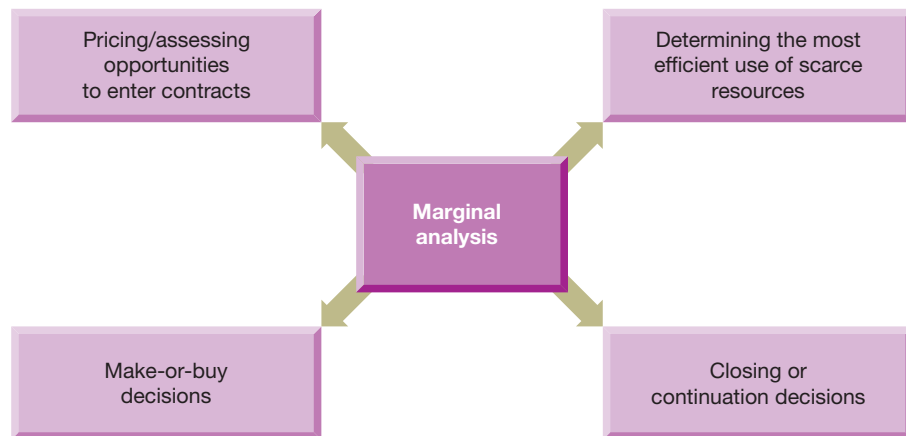 Pricing/assessing
opportunities
to enter contracts
Determining the most
efficient use of scarce
resources
Marginal
analysis
Make-or-buy
decisions
Closing or
continuation decisions